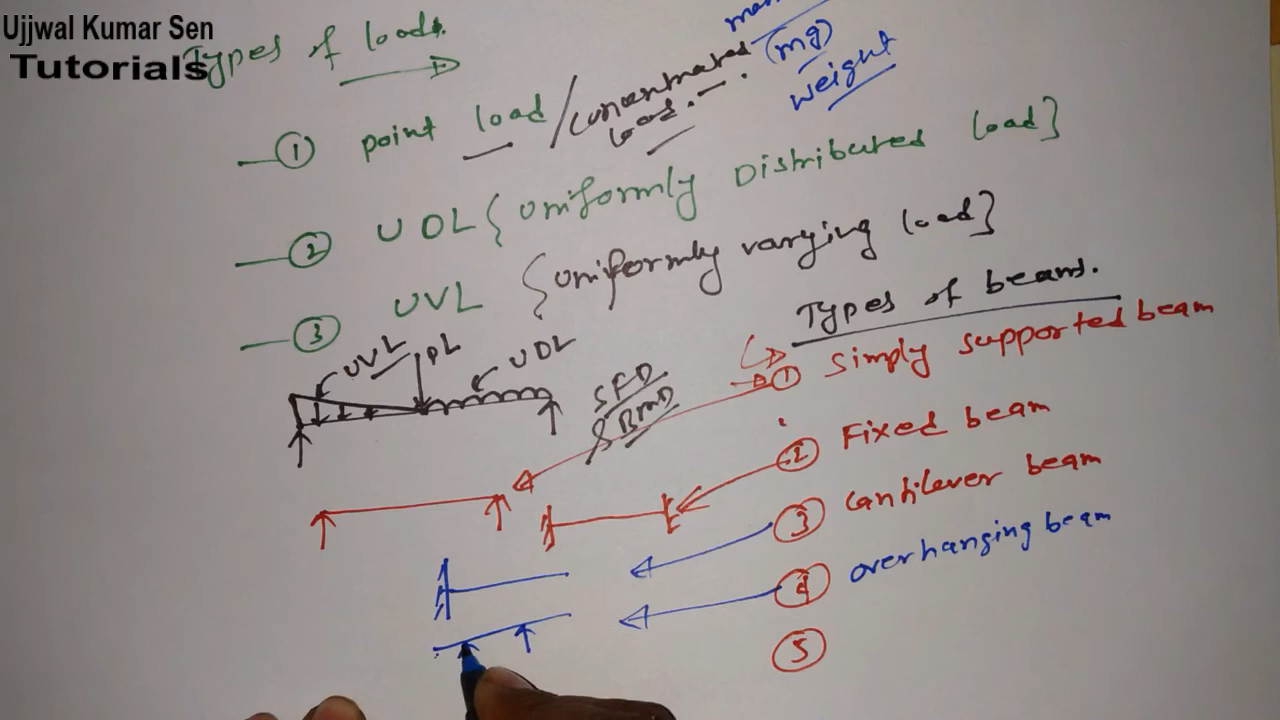 Ujjwal Kumar Sen
Tutorials
Types of loads.
① point load / concentrated load.
(mg)
weight
② UDL { uniformly Distributed load]
③ UVL { uniformly varying load]
UVL PL UDL
SFD
BMD
Types of beams.
① Simply supported beam
② Fixed beam
③ Cantilever beam
④ overhanging beam
⑤